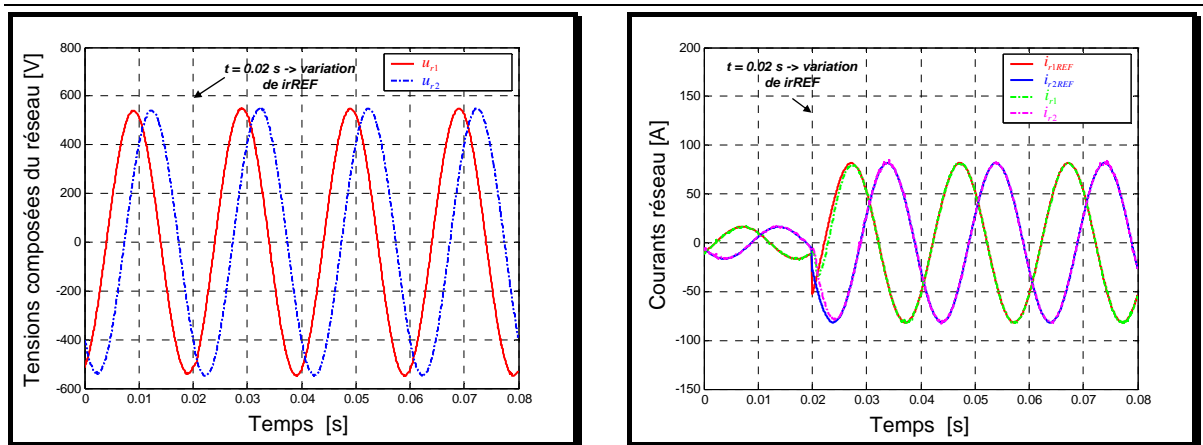 Tensions composées du réseau [V]
800
600
400
200
0
-200
-400
-600
t = 0.02 s -> variation
de irREF
u_r1
u_r2
0 0.01 0.02 0.03 0.04 0.05 0.06 0.07 0.08
Temps [s]
Courants réseau [A]
200
150
100
50
0
-50
-100
-150
t = 0.02 s -> variation
de irREF
i_r1REF
i_r2REF
i_r1
i_r2
0 0.01 0.02 0.03 0.04 0.05 0.06 0.07 0.08
Temps [s]